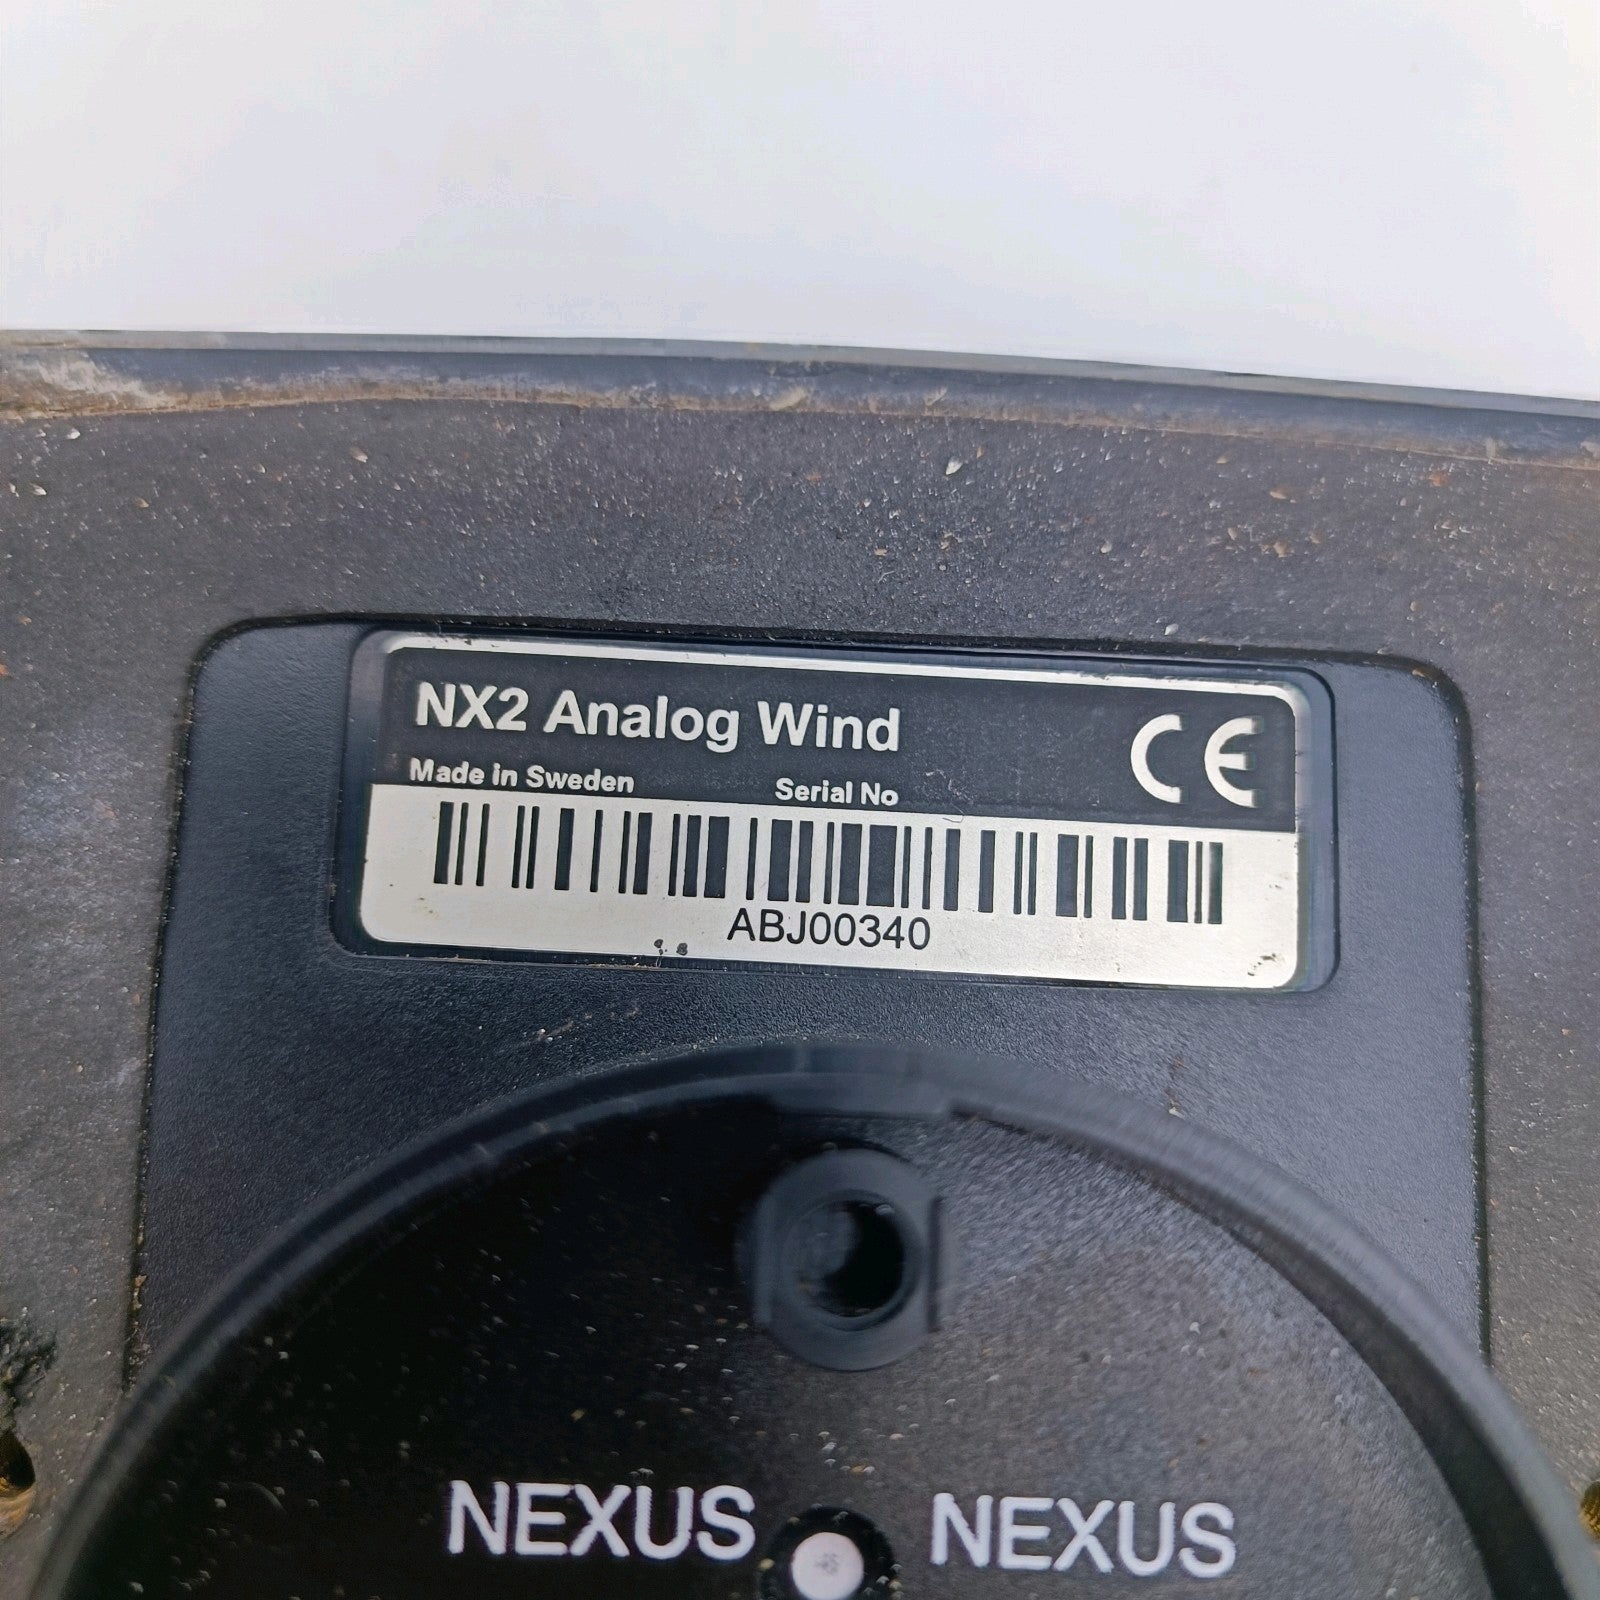 NX2 Analog Wind
CE
Made in Sweden Serial No
ABJ00340
NEXUS NEXUS